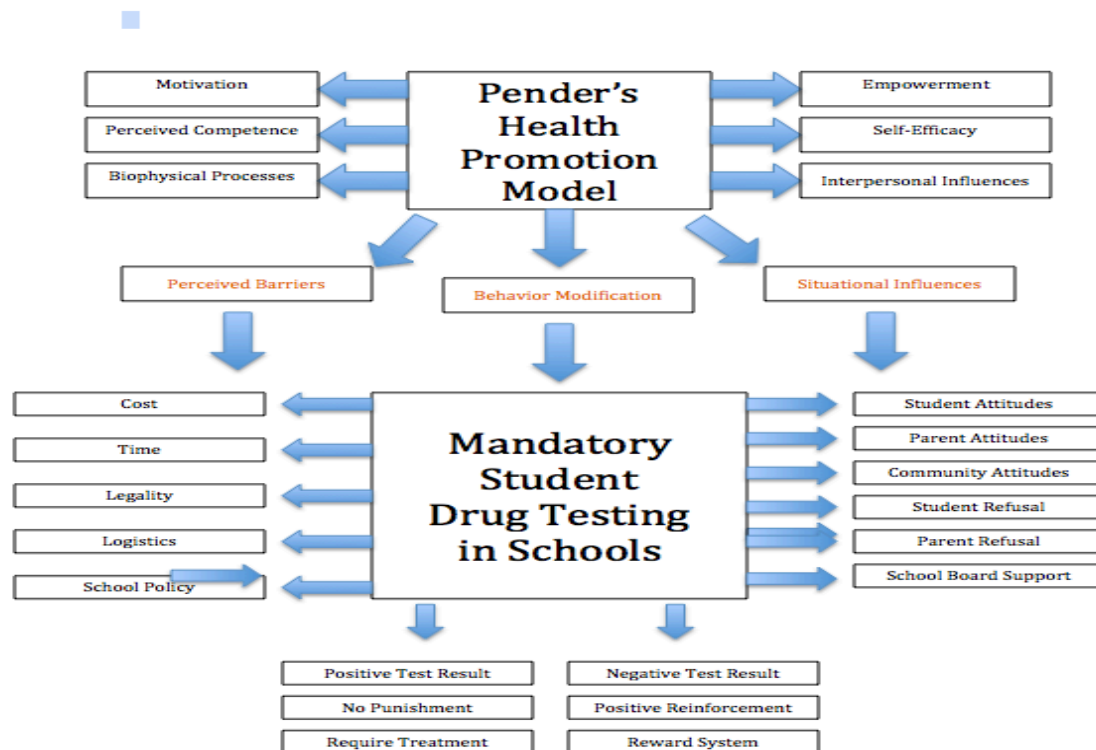 Pender's
Health
Promotion
Model
Motivation
Perceived Competence
Biophysical Processes
Empowerment
Self-Efficacy
Interpersonal Influences
Perceived Barriers
Behavior Modification
Situational Influences
Cost
Time
Legality
Logistics
School Policy
Mandatory
Student
Drug Testing
in Schools
Student Attitudes
Parent Attitudes
Community Attitudes
Student Refusal
Parent Refusal
School Board Support
Positive Test Result
No Punishment
Require Treatment
Negative Test Result
Positive Reinforcement
Reward System